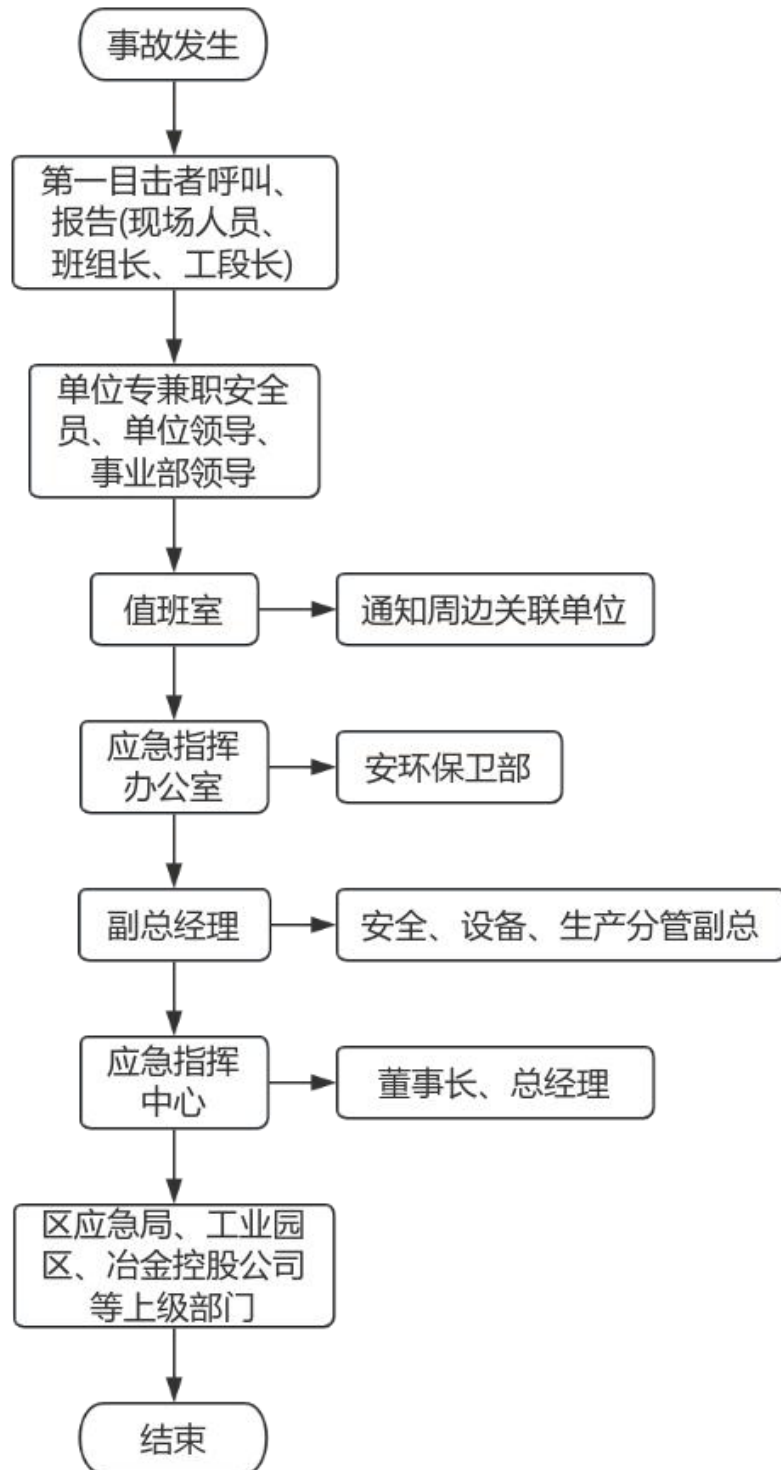 事故发生
第一目击者呼叫、
报告(现场人员、
班组长、工段长)
单位专兼职安全
员、单位领导、
事业部领导
值班室
通知周边关联单位
应急指挥
办公室
安环保卫部
副总经理
安全、设备、生产分管副总
应急指挥
中心
董事长、总经理
区应急局、工业园
区、冶金控股公司
等上级部门
结束